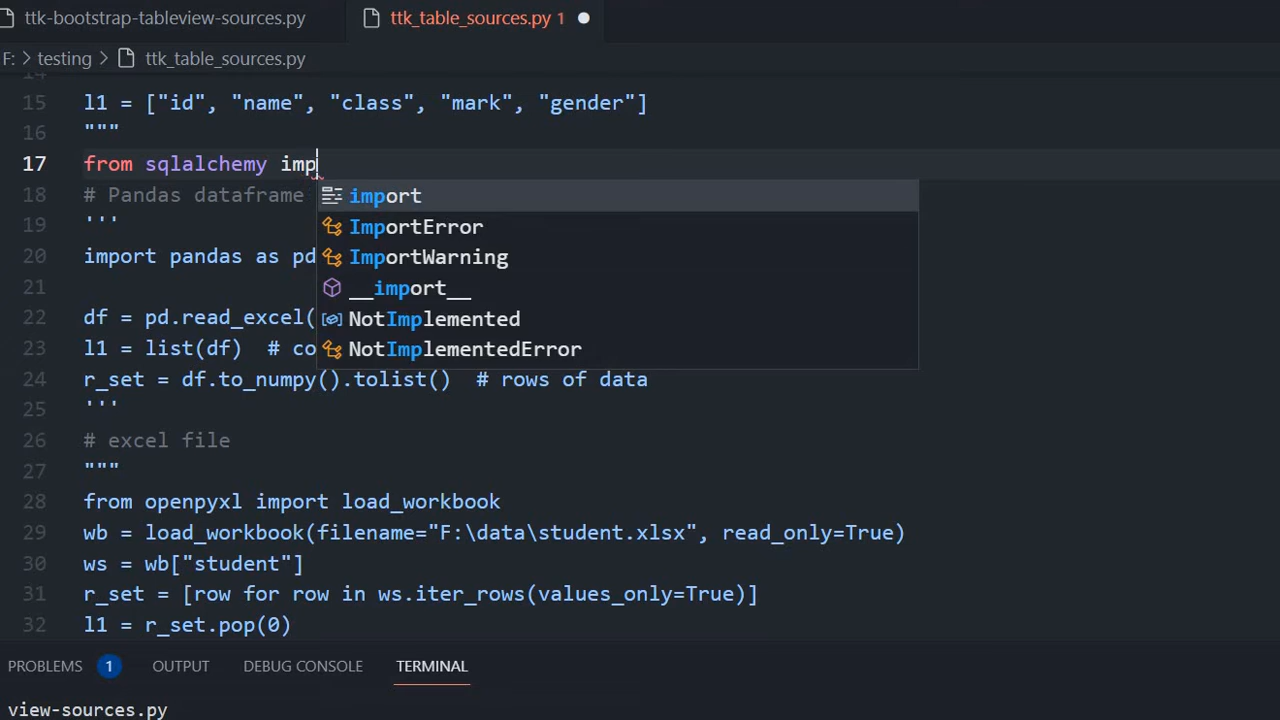 ttk-bootstrap-tableview-sources.py
ttk_table_sources.py 1
F: > testing > ttk_table_sources.py
14
15 l1 = ["id", "name", "class", "mark", "gender"]
16 """
17 from sqlalchemy imp
import
ImportError
ImportWarning
__import__
NotImplemented
NotImplementedError
18 # Pandas dataframe
19 '''
20 import pandas as pd
21
22 df = pd.read_excel(
23 l1 = list(df)  # co
24 r_set = df.to_numpy().tolist()  # rows of data
25 '''
26 # excel file
27 """
28 from openpyxl import load_workbook
29 wb = load_workbook(filename="F:\data\student.xlsx", read_only=True)
30 ws = wb["student"]
31 r_set = [row for row in ws.iter_rows(values_only=True)]
32 l1 = r_set.pop(0)
PROBLEMS 1 OUTPUT DEBUG CONSOLE TERMINAL
view-sources.py